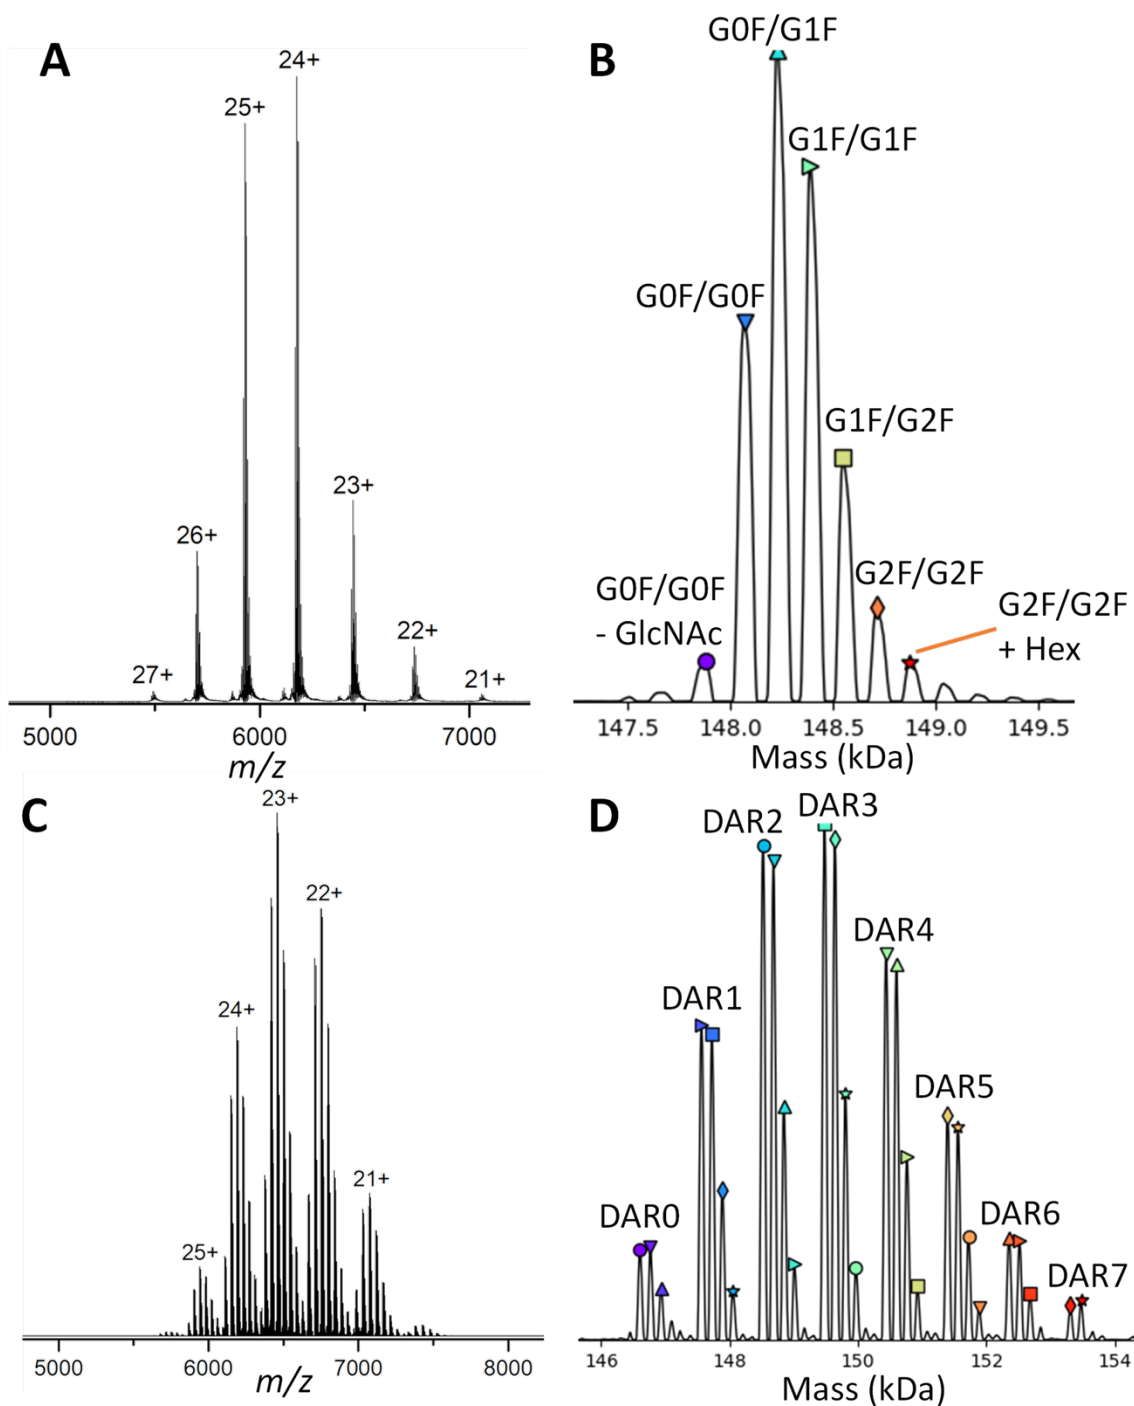 A
24+
25+
23+
26+
22+
27+
21+
5000 6000 7000
m/z
B
G0F/G1F
G1F/G1F
G0F/G0F
G1F/G2F
G2F/G2F
G0F/G0F
- GlcNAc
G2F/G2F
+ Hex
147.5 148.0 148.5 149.0 149.5
Mass (kDa)
C
23+
22+
24+
21+
25+
5000 6000 7000 8000
m/z
D
DAR3
DAR2
DAR4
DAR1
DAR5
DAR0
DAR6
DAR7
146 148 150 152 154
Mass (kDa)